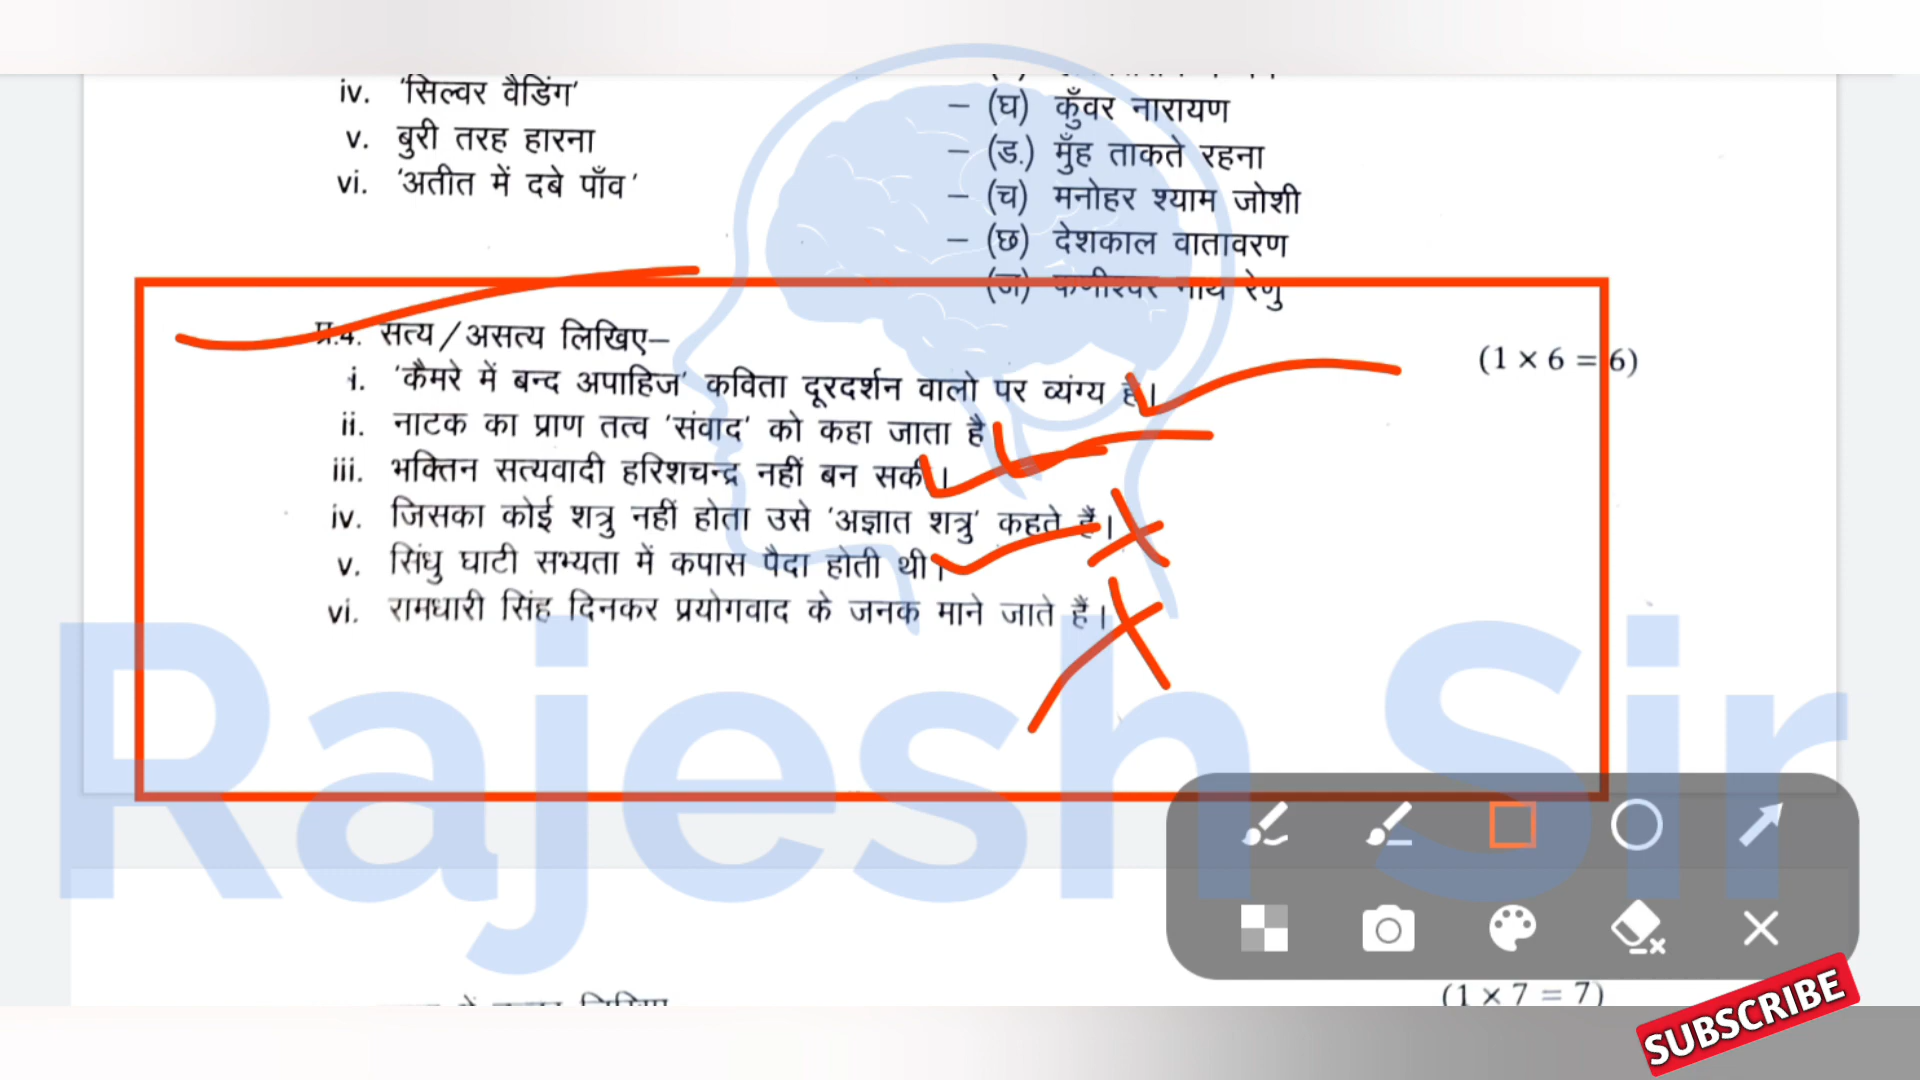 iv. 'सिल्वर वैडिंग'
– (घ) कुँवर नारायण
v. बुरी तरह हारना
– (ड.) मुँह ताकते रहना
vi. 'अतीत में दबे पाँव'
– (च) मनोहर श्याम जोशी
– (छ) देशकाल वातावरण
(ज) फणीश्वर नाथ रेणु
प्र.4. सत्य/असत्य लिखिए–
(1 × 6 = 6)
i. 'कैमरे में बन्द अपाहिज' कविता दूरदर्शन वालो पर व्यंग्य है।
ii. नाटक का प्राण तत्व 'संवाद' को कहा जाता है
iii. भक्तिन सत्यवादी हरिशचन्द्र नहीं बन सकी।
iv. जिसका कोई शत्रु नहीं होता उसे 'अज्ञात शत्रु' कहते हैं।
v. सिंधु घाटी सभ्यता में कपास पैदा होती थी।
vi. रामधारी सिंह दिनकर प्रयोगवाद के जनक माने जाते हैं।
Rajesh Sir
(1 × 7 = 7)
SUBSCRIBE